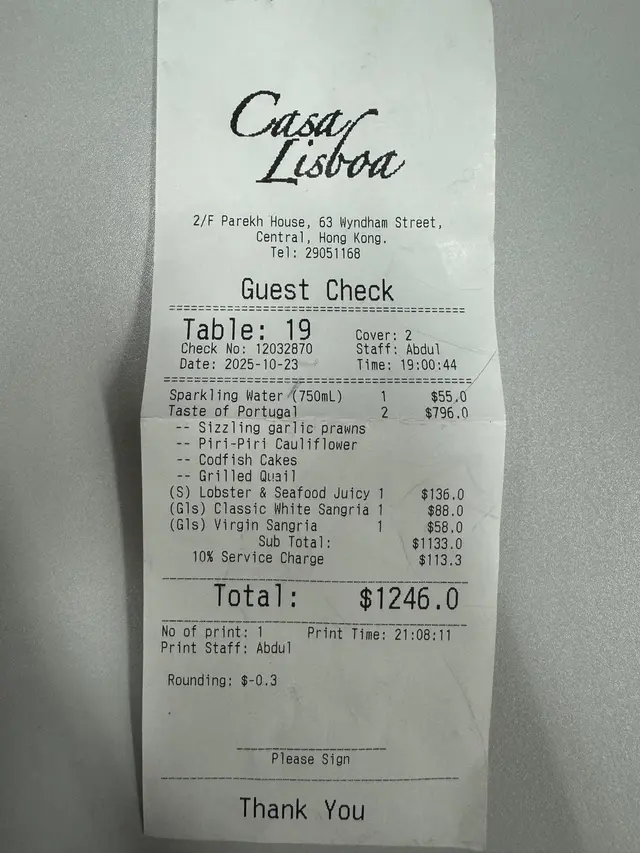 Casa
Lisboa
2/F Parekh House, 63 Wyndham Street,
Central, Hong Kong.
Tel: 29051168
Guest Check
Table: 19 Cover: 2
Check No: 12032870 Staff: Abdul
Date: 2025-10-23 Time: 19:00:44
Sparkling Water (750mL) 1 $55.0
Taste of Portugal 2 $796.0
-- Sizzling garlic prawns
-- Piri-Piri Cauliflower
-- Codfish Cakes
-- Grilled Quail
(S) Lobster & Seafood Juicy 1 $136.0
(Gls) Classic White Sangria 1 $88.0
(Gls) Virgin Sangria 1 $58.0
Sub Total: $1133.0
10% Service Charge $113.3
Total: $1246.0
No of print: 1 Print Time: 21:08:11
Print Staff: Abdul
Rounding: $-0.3
Please Sign
Thank You